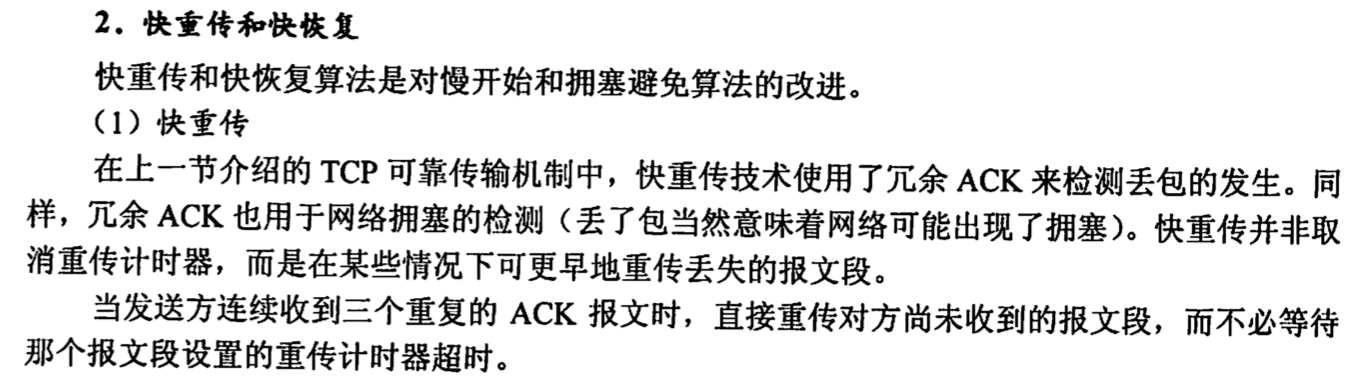 2．快重传和快恢复
快重传和快恢复算法是对慢开始和拥塞避免算法的改进。
（1）快重传
在上一节介绍的 TCP 可靠传输机制中，快重传技术使用了冗余 ACK 来检测丢包的发生。同
样，冗余 ACK 也用于网络拥塞的检测（丢了包当然意味着网络可能出现了拥塞）。快重传并非取
消重传计时器，而是在某些情况下可更早地重传丢失的报文段。
当发送方连续收到三个重复的 ACK 报文时，直接重传对方尚未收到的报文段，而不必等待
那个报文段设置的重传计时器超时。